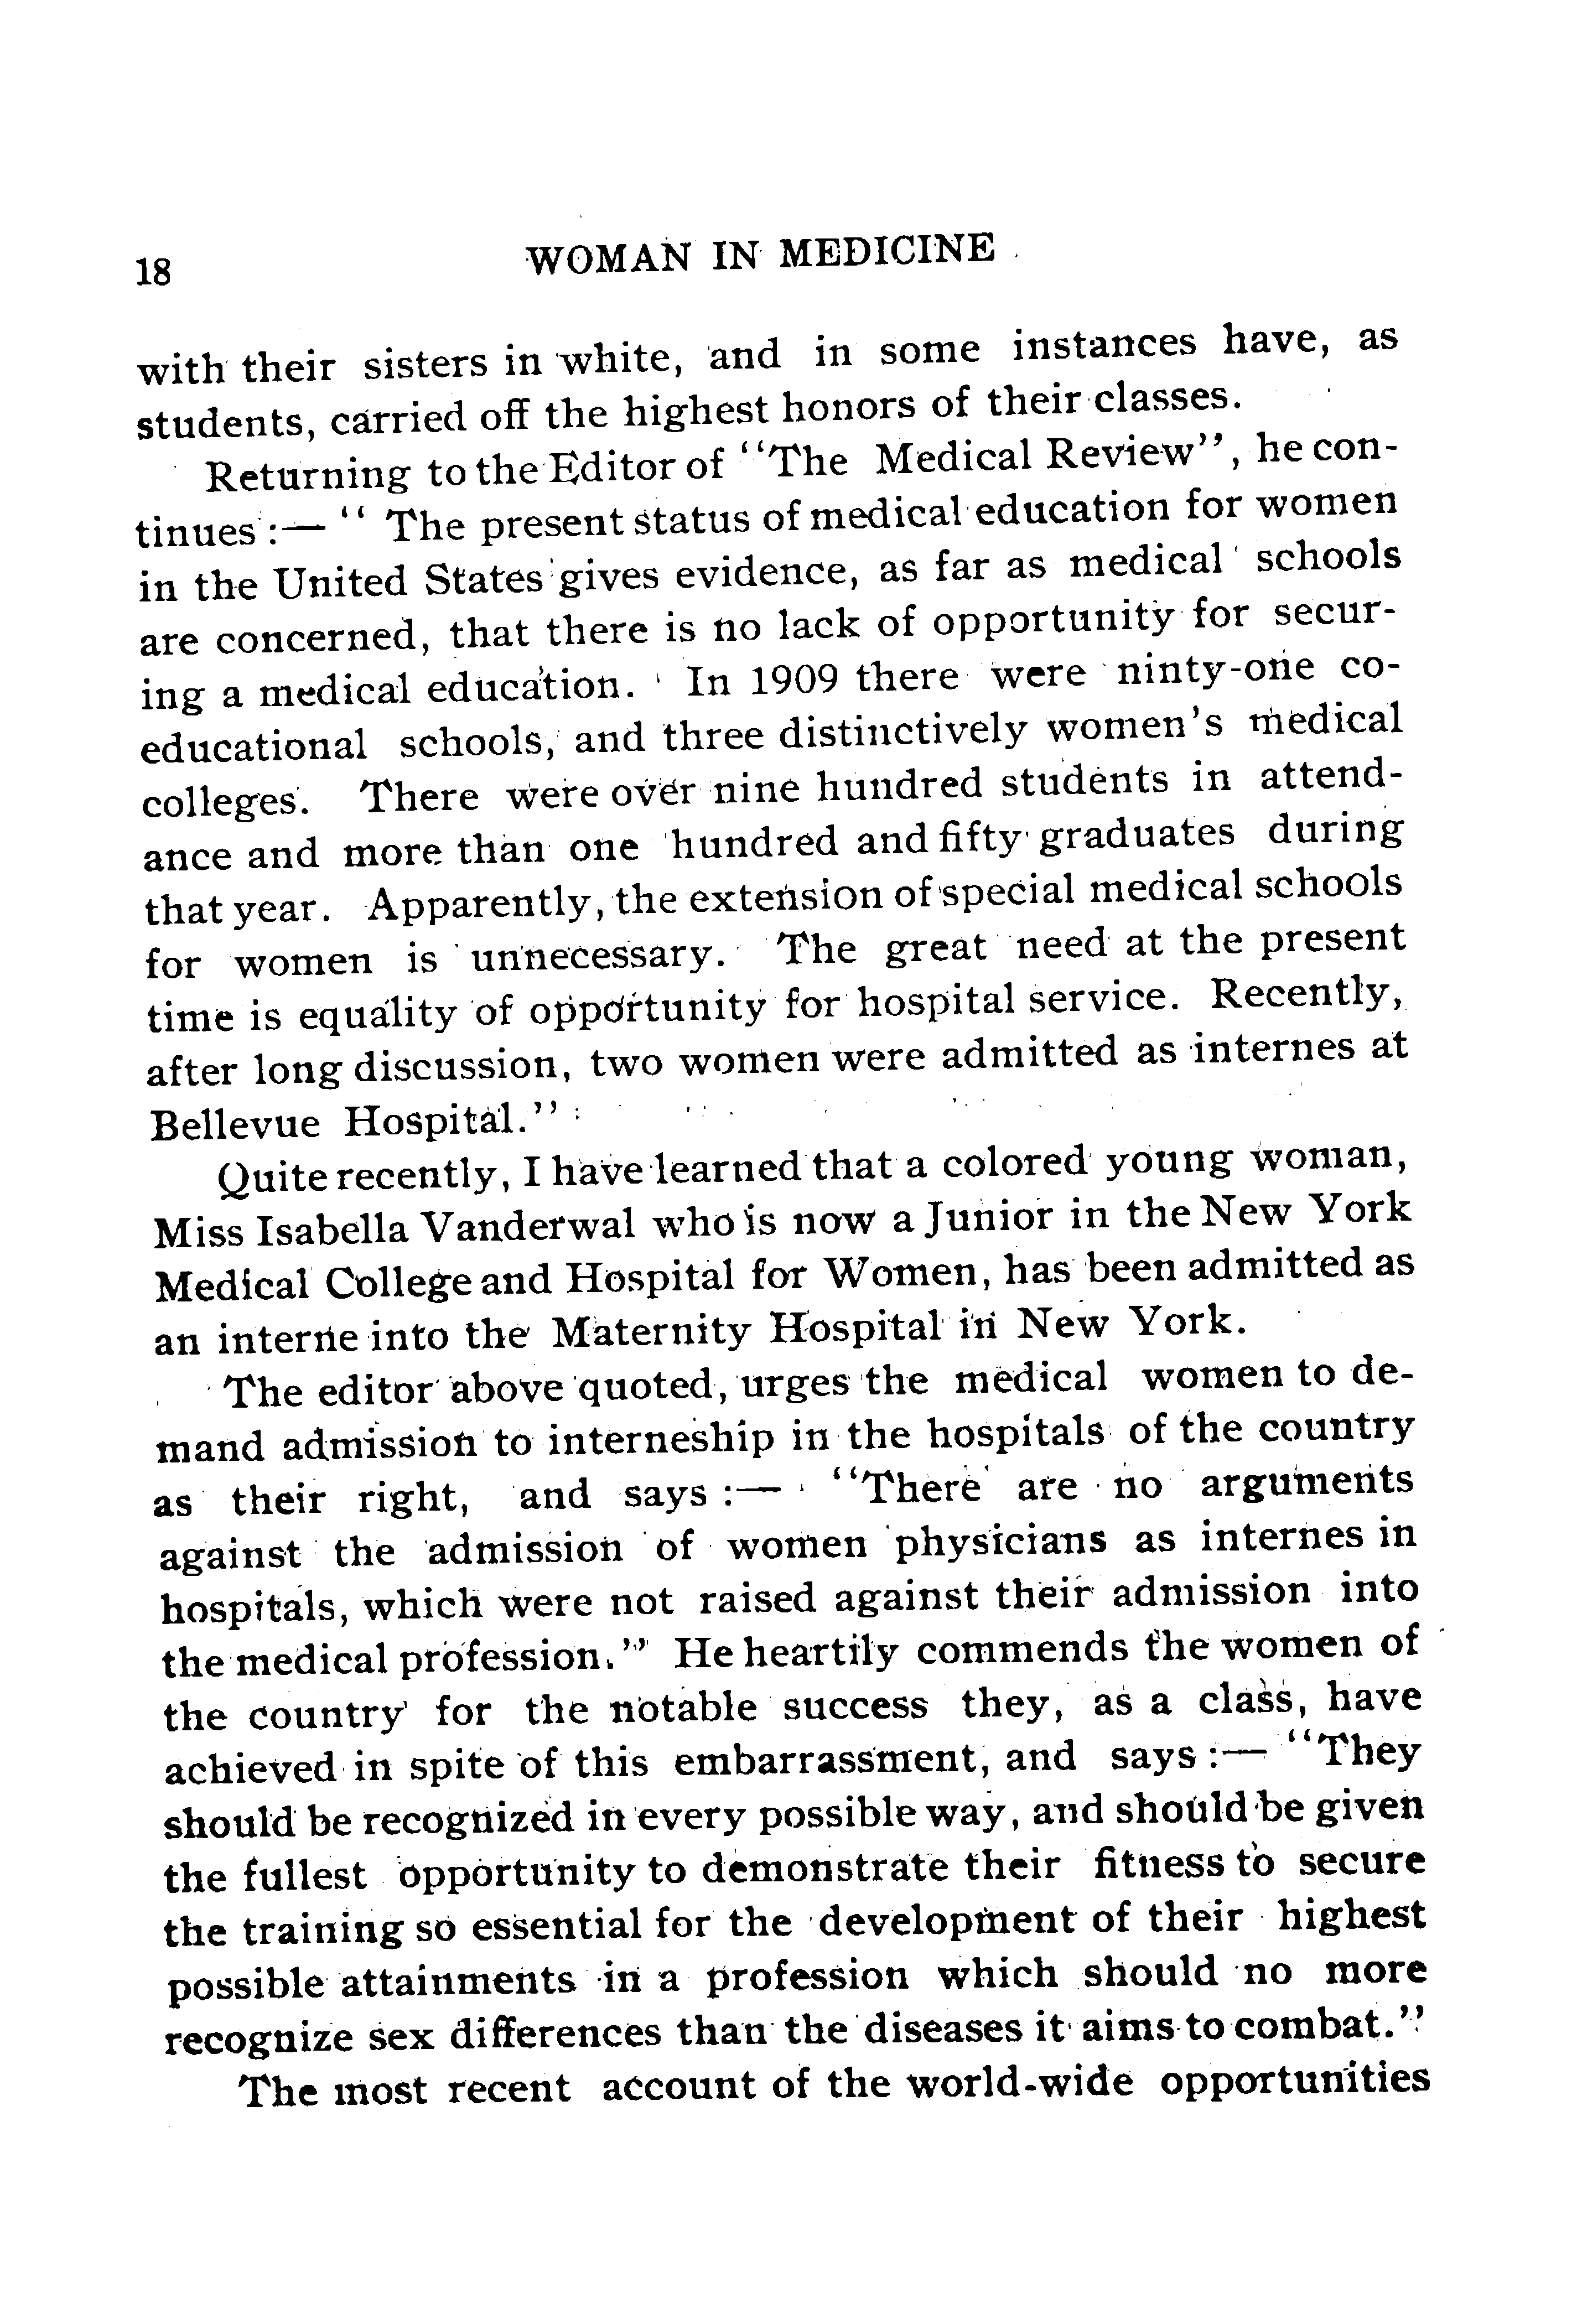 18
WOMAN IN MEDICINE
with their sisters in white, and in some instances have, as
students, carried off the highest honors of their classes.
Returning to the Editor of "The Medical Review", he con-
tinues :— " The present status of medical education for women
in the United States gives evidence, as far as medical schools
are concerned, that there is no lack of opportunity for secur-
ing a medical education. In 1909 there were ninty-one co-
educational schools, and three distinctively women's medical
colleges. There were over nine hundred students in attend-
ance and more than one hundred and fifty graduates during
that year. Apparently, the extension of special medical schools
for women is unnecessary. The great need at the present
time is equality of opportunity for hospital service. Recently,
after long discussion, two women were admitted as internes at
Bellevue Hospital."
Quite recently, I have learned that a colored young woman,
Miss Isabella Vanderwal who is now a Junior in the New York
Medical College and Hospital for Women, has been admitted as
an interne into the Maternity Hospital in New York.
The editor above quoted, urges the medical women to de-
mand admission to interneship in the hospitals of the country
as their right, and says :— "There are no arguments
against the admission of women physicians as internes in
hospitals, which were not raised against their admission into
the medical profession." He heartily commends the women of
the country for the notable success they, as a class, have
achieved in spite of this embarrassment, and says :— "They
should be recognized in every possible way, and should be given
the fullest opportunity to demonstrate their fitness to secure
the training so essential for the development of their highest
possible attainments in a profession which should no more
recognize sex differences than the diseases it aims to combat."
The most recent account of the world-wide opportunities